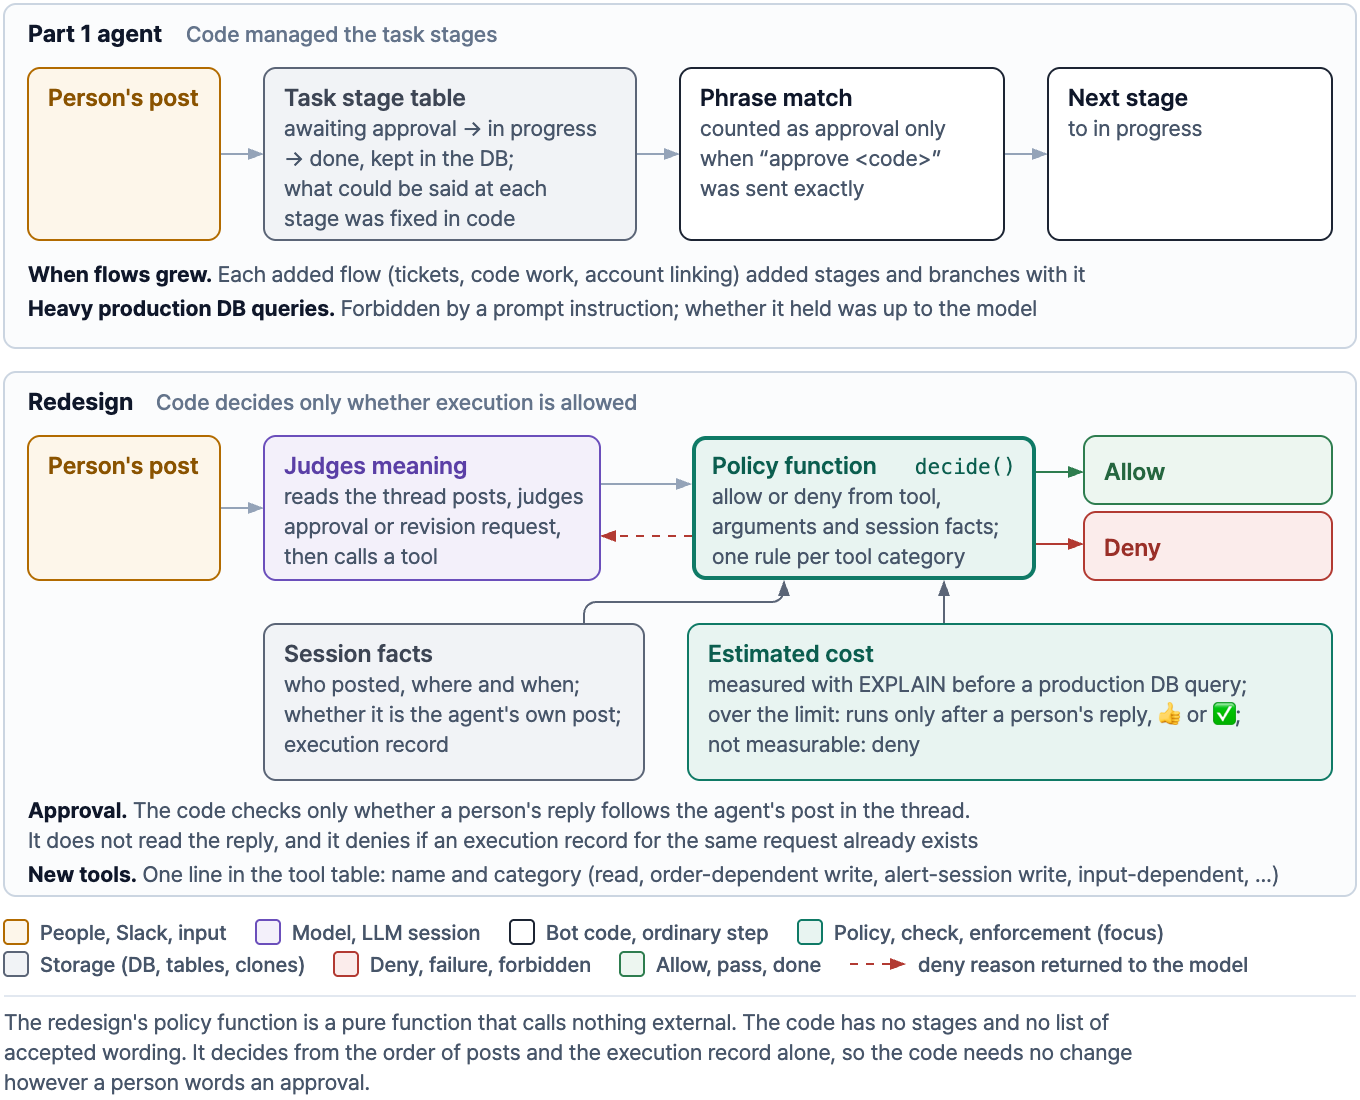 Part 1 agent Code managed the task stages
Person's post
Task stage table
awaiting approval → in progress
→ done, kept in the DB;
what could be said at each
stage was fixed in code
Phrase match
counted as approval only
when “approve <code>”
was sent exactly
Next stage
to in progress
When flows grew. Each added flow (tickets, code work, account linking) added stages and branches with it
Heavy production DB queries. Forbidden by a prompt instruction; whether it held was up to the model
Redesign Code decides only whether execution is allowed
Person's post
Judges meaning
reads the thread posts, judges
approval or revision request,
then calls a tool
Policy function decide()
allow or deny from tool,
arguments and session facts;
one rule per tool category
Allow
Deny
Session facts
who posted, where and when;
whether it is the agent's own post;
execution record
Estimated cost
measured with EXPLAIN before a production DB query;
over the limit: runs only after a person's reply, 👍 or ✅;
not measurable: deny
Approval. The code checks only whether a person's reply follows the agent's post in the thread.
It does not read the reply, and it denies if an execution record for the same request already exists
New tools. One line in the tool table: name and category (read, order-dependent write, alert-session write, input-dependent, ...)
People, Slack, input
Model, LLM session
Bot code, ordinary step
Policy, check, enforcement (focus)
Storage (DB, tables, clones)
Deny, failure, forbidden
Allow, pass, done
deny reason returned to the model
The redesign's policy function is a pure function that calls nothing external. The code has no stages and no list of
accepted wording. It decides from the order of posts and the execution record alone, so the code needs no change
however a person words an approval.